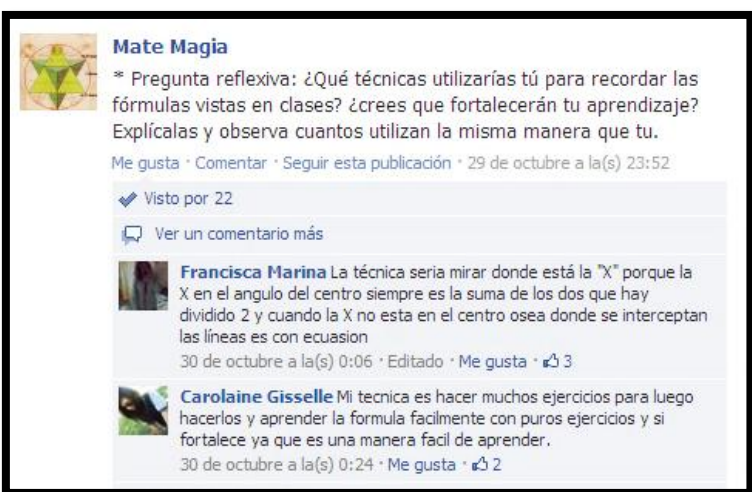 Mate Magia
* Pregunta reflexiva: ¿Qué técnicas utilizarías tú para recordar las
fórmulas vistas en clases? ¿crees que fortalecerán tu aprendizaje?
Explícalas y observa cuantos utilizan la misma manera que tu.
Me gusta · Comentar · Seguir esta publicación · 29 de octubre a la(s) 23:52
Visto por 22
Ver un comentario más
Francisca Marina La técnica seria mirar donde está la "X" porque la
X en el angulo del centro siempre es la suma de los dos que hay
dividido 2 y cuando la X no esta en el centro osea donde se interceptan
las líneas es con ecuasion
30 de octubre a la(s) 0:06 · Editado · Me gusta · 3
Carolaine Gisselle Mi tecnica es hacer muchos ejercicios para luego
hacerlos y aprender la formula facilmente con puros ejercicios y si
fortalece ya que es una manera facil de aprender.
30 de octubre a la(s) 0:24 · Me gusta · 2